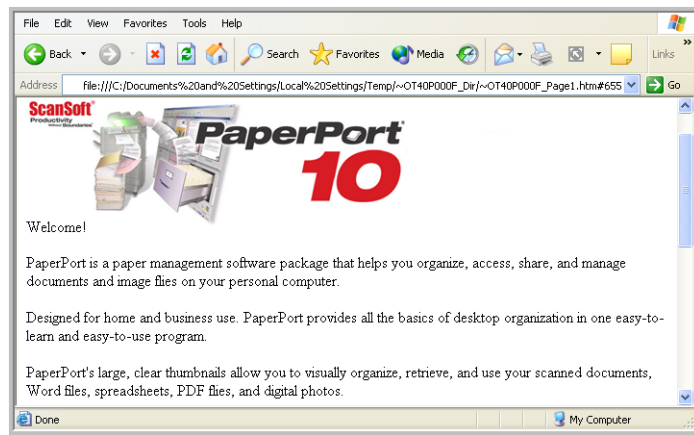 File Edit View Favorites Tools Help
Back Search Favorites Media Links »
Address file:///C:/Documents%20and%20Settings/Local%20Settings/Temp/~OT40P000F_Dir/~OT40P000F_Page1.htm#655 Go
ScanSoft®
Productivity Without Boundaries™
PaperPort®
10
Welcome!
PaperPort is a paper management software package that helps you organize, access, share, and manage
documents and image flies on your personal computer.
Designed for home and business use. PaperPort provides all the basics of desktop organization in one easy-to-
learn and easy-to-use program.
PaperPort's large, clear thumbnails allow you to visually organize, retrieve, and use your scanned documents,
Word files, spreadsheets, PDF flies, and digital photos.
Done My Computer